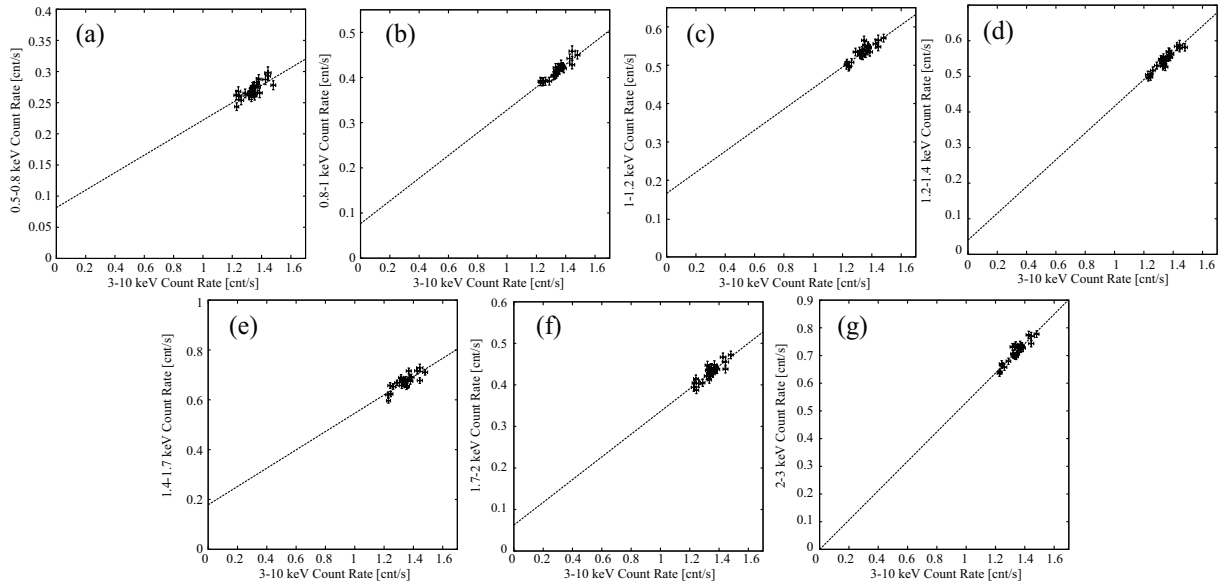 (a)
0.5-0.8 keV Count Rate [cnt/s]
0.4
0.35
0.3
0.25
0.2
0.15
0.1
0.05
0
0 0.2 0.4 0.6 0.8 1 1.2 1.4 1.6
3-10 keV Count Rate [cnt/s]
(b)
0.8-1 keV Count Rate [cnt/s]
0.5
0.4
0.3
0.2
0.1
0
0 0.2 0.4 0.6 0.8 1 1.2 1.4 1.6
3-10 keV Count Rate [cnt/s]
(c)
1-1.2 keV Count Rate [cnt/s]
0.6
0.5
0.4
0.3
0.2
0.1
0
0 0.2 0.4 0.6 0.8 1 1.2 1.4 1.6
3-10 keV Count Rate [cnt/s]
(d)
1.2-1.4 keV Count Rate [cnt/s]
0.6
0.5
0.4
0.3
0.2
0.1
0
0 0.2 0.4 0.6 0.8 1 1.2 1.4 1.6
3-10 keV Count Rate [cnt/s]
(e)
1.4-1.7 keV Count Rate [cnt/s]
1
0.8
0.6
0.4
0.2
0
0 0.2 0.4 0.6 0.8 1 1.2 1.4 1.6
3-10 keV Count Rate [cnt/s]
(f)
1.7-2 keV Count Rate [cnt/s]
0.6
0.5
0.4
0.3
0.2
0.1
0
0 0.2 0.4 0.6 0.8 1 1.2 1.4 1.6
3-10 keV Count Rate [cnt/s]
(g)
2-3 keV Count Rate [cnt/s]
0.9
0.8
0.7
0.6
0.5
0.4
0.3
0.2
0.1
0
0 0.2 0.4 0.6 0.8 1 1.2 1.4 1.6
3-10 keV Count Rate [cnt/s]